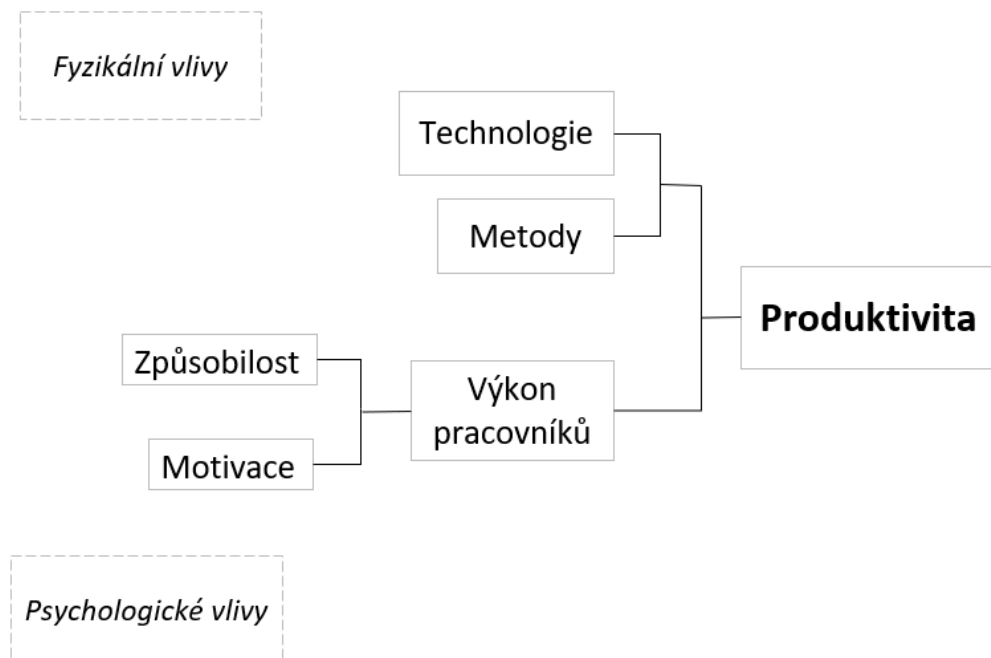 Fyzikální vlivy
Technologie
Metody
Produktivita
Způsobilost
Výkon
pracovníků
Motivace
Psychologické vlivy